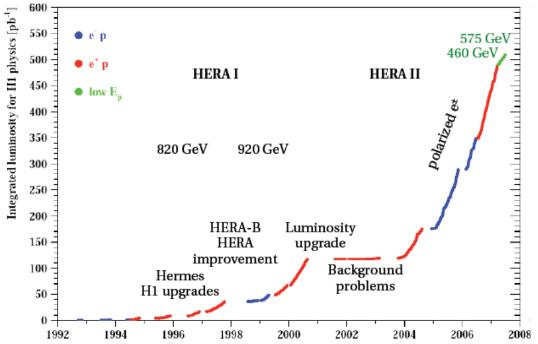 Integrated luminosity for H1 physics [pb⁻¹]
600
550
500
450
400
350
300
250
200
150
100
50
0
e⁻ p
e⁺ p
low Eₚ
HERA I
HERA II
575 GeV
460 GeV
820 GeV
920 GeV
polarized e±
HERA-B
HERA
improvement
Luminosity
upgrade
Hermes
H1 upgrades
Background
problems
1992
1994
1996
1998
2000
2002
2004
2006
2008